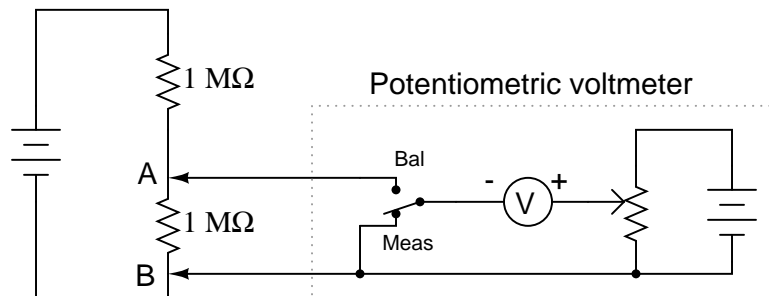 1 MΩ
Potentiometric voltmeter
A
Bal
- V +
1 MΩ
Meas
B